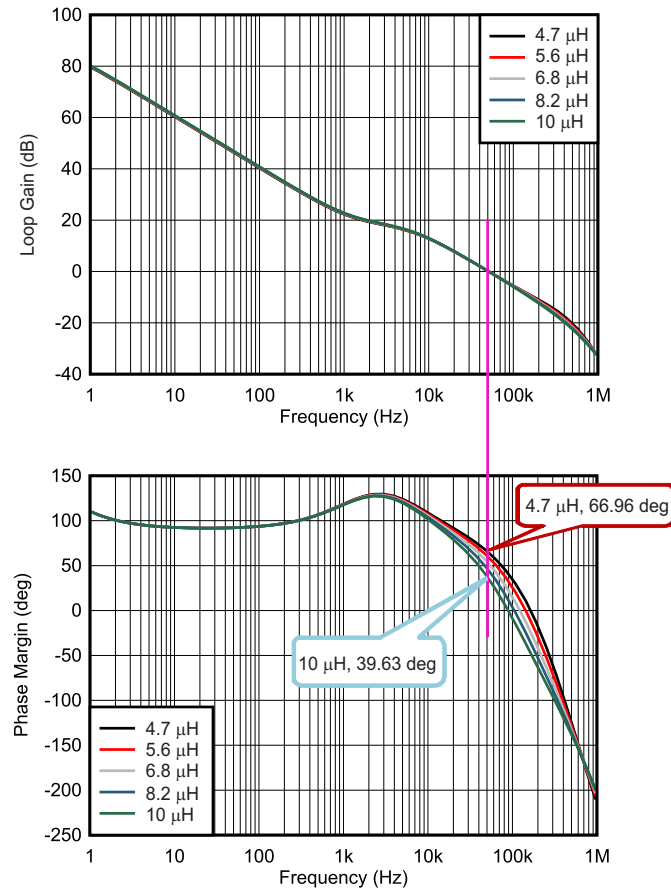 80
60
40
20
0
-20
-40
Loop Gain (dB)
1
10
100
1k
10k
100k
1M
Frequency (Hz)
4.7 μH
5.6 μH
6.8 μH
8.2 μH
10 μH
150
100
50
0
-50
-100
-150
-200
-250
Phase Margin (deg)
4.7 μH, 66.96 deg
10 μH, 39.63 deg
4.7 μH
5.6 μH
6.8 μH
8.2 μH
10 μH
1
10
100
1k
10k
100k
1M
Frequency (Hz)